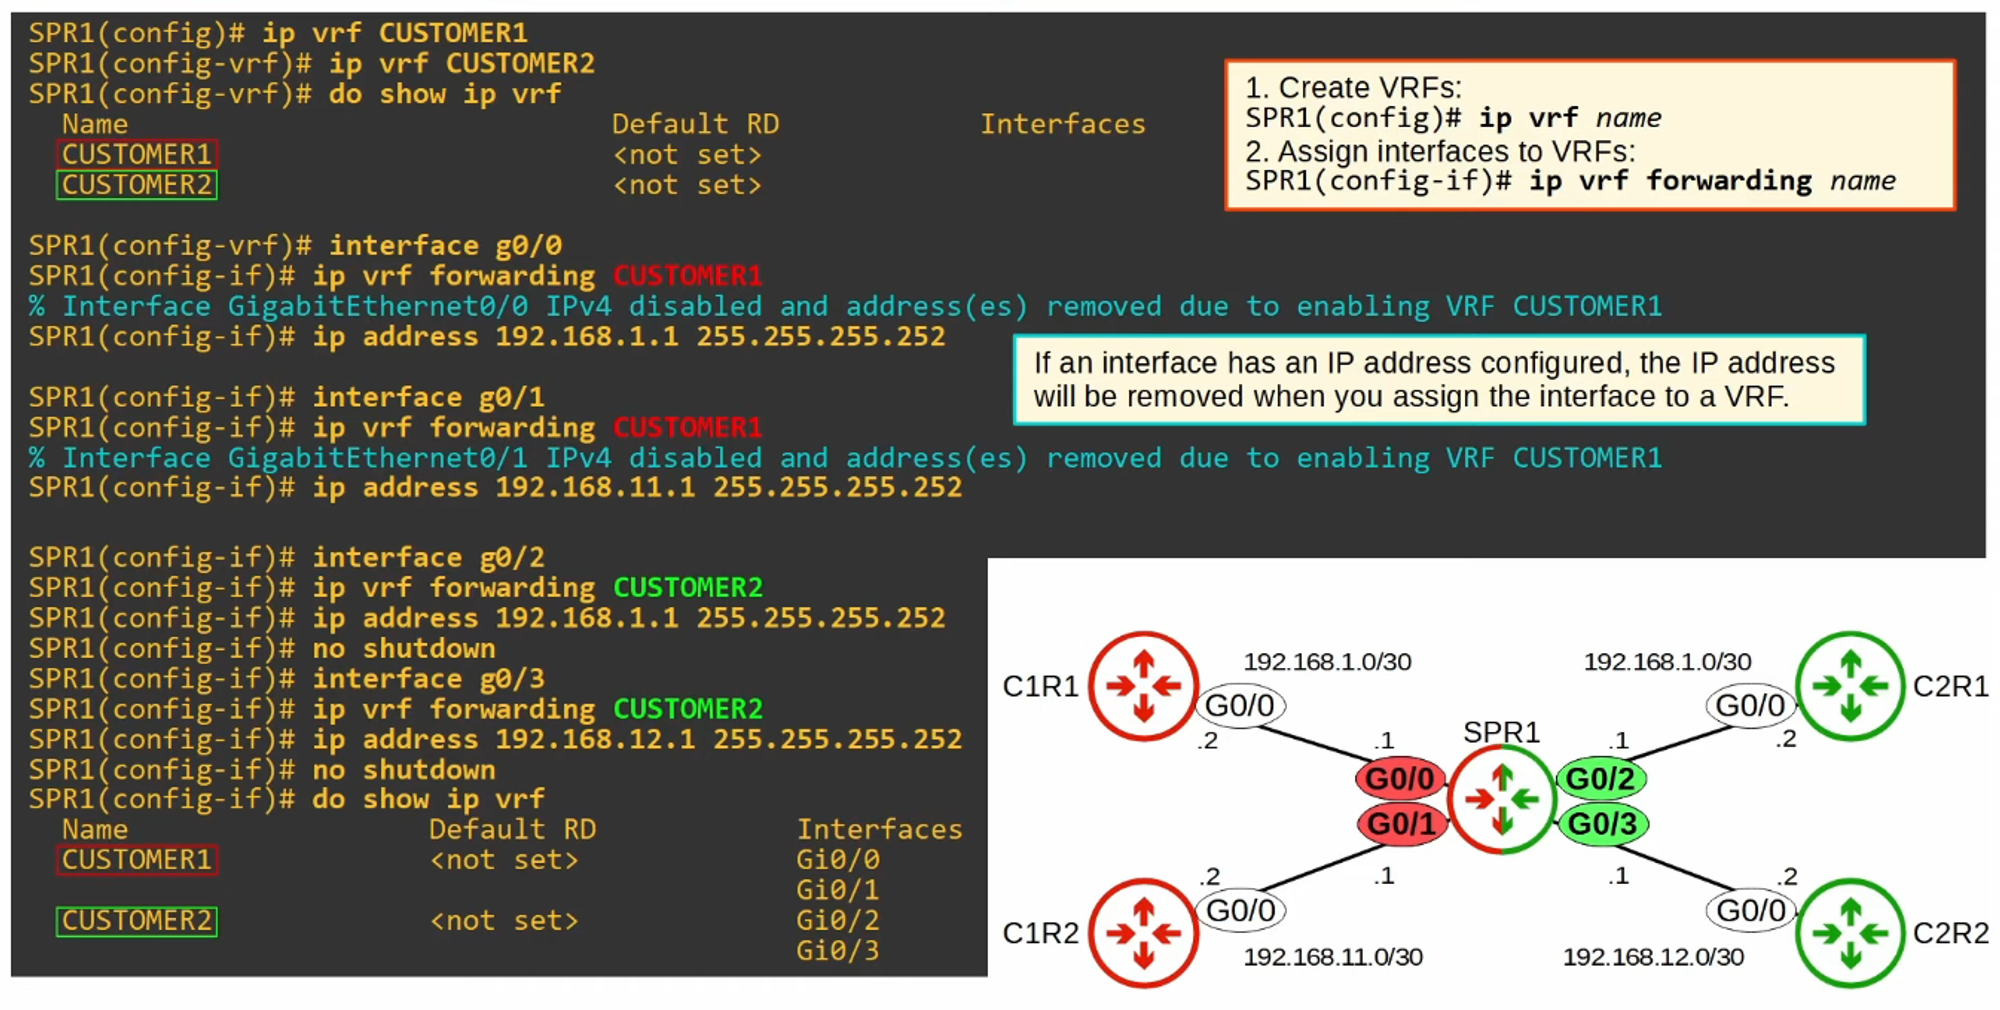 SPR1(config)# ip vrf CUSTOMER1
SPR1(config-vrf)# ip vrf CUSTOMER2
SPR1(config-vrf)# do show ip vrf
Name Default RD Interfaces
CUSTOMER1 <not set>
CUSTOMER2 <not set>
1. Create VRFs:
SPR1(config)# ip vrf name
2. Assign interfaces to VRFs:
SPR1(config-if)# ip vrf forwarding name
SPR1(config-vrf)# interface g0/0
SPR1(config-if)# ip vrf forwarding CUSTOMER1
% Interface GigabitEthernet0/0 IPv4 disabled and address(es) removed due to enabling VRF CUSTOMER1
SPR1(config-if)# ip address 192.168.1.1 255.255.255.252
If an interface has an IP address configured, the IP address
will be removed when you assign the interface to a VRF.
SPR1(config-if)# interface g0/1
SPR1(config-if)# ip vrf forwarding CUSTOMER1
% Interface GigabitEthernet0/1 IPv4 disabled and address(es) removed due to enabling VRF CUSTOMER1
SPR1(config-if)# ip address 192.168.11.1 255.255.255.252
SPR1(config-if)# interface g0/2
SPR1(config-if)# ip vrf forwarding CUSTOMER2
SPR1(config-if)# ip address 192.168.1.1 255.255.255.252
SPR1(config-if)# no shutdown
SPR1(config-if)# interface g0/3
SPR1(config-if)# ip vrf forwarding CUSTOMER2
SPR1(config-if)# ip address 192.168.12.1 255.255.255.252
SPR1(config-if)# no shutdown
SPR1(config-if)# do show ip vrf
Name Default RD Interfaces
CUSTOMER1 <not set> Gi0/0
Gi0/1
CUSTOMER2 <not set> Gi0/2
Gi0/3
192.168.1.0/30 192.168.1.0/30
C1R1 G0/0 G0/0 C2R1
.2 .1 SPR1 .1 .2
G0/0 G0/2
G0/1 G0/3
.2 .1 .1 .2
G0/0 G0/0
C1R2 C2R2
192.168.11.0/30 192.168.12.0/30